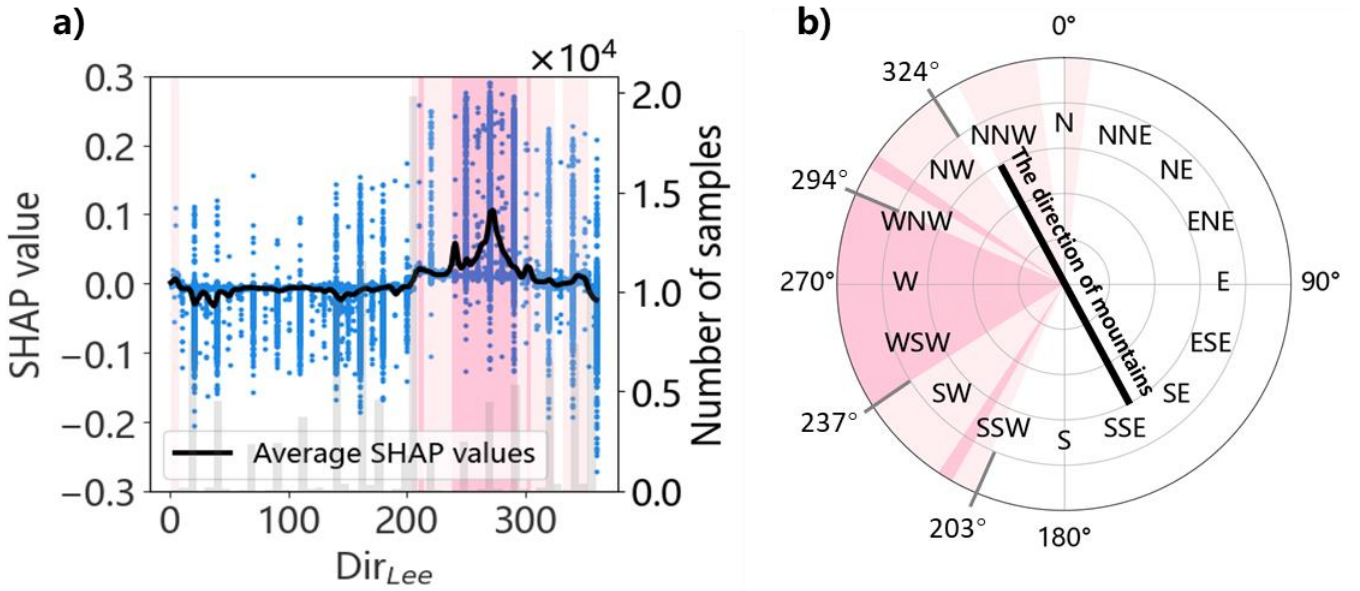 a)
×10⁴
SHAP value
0.3
0.2
0.1
0.0
−0.1
−0.2
−0.3
Number of samples
2.0
1.5
1.0
0.5
0.0
Average SHAP values
0
100
200
300
Dir_Lee
b)
0°
324°
294°
270°
237°
203°
180°
90°
N
NNE
NE
ENE
E
ESE
SE
SSE
S
SSW
SW
WSW
W
WNW
NW
NNW
The direction of mountains